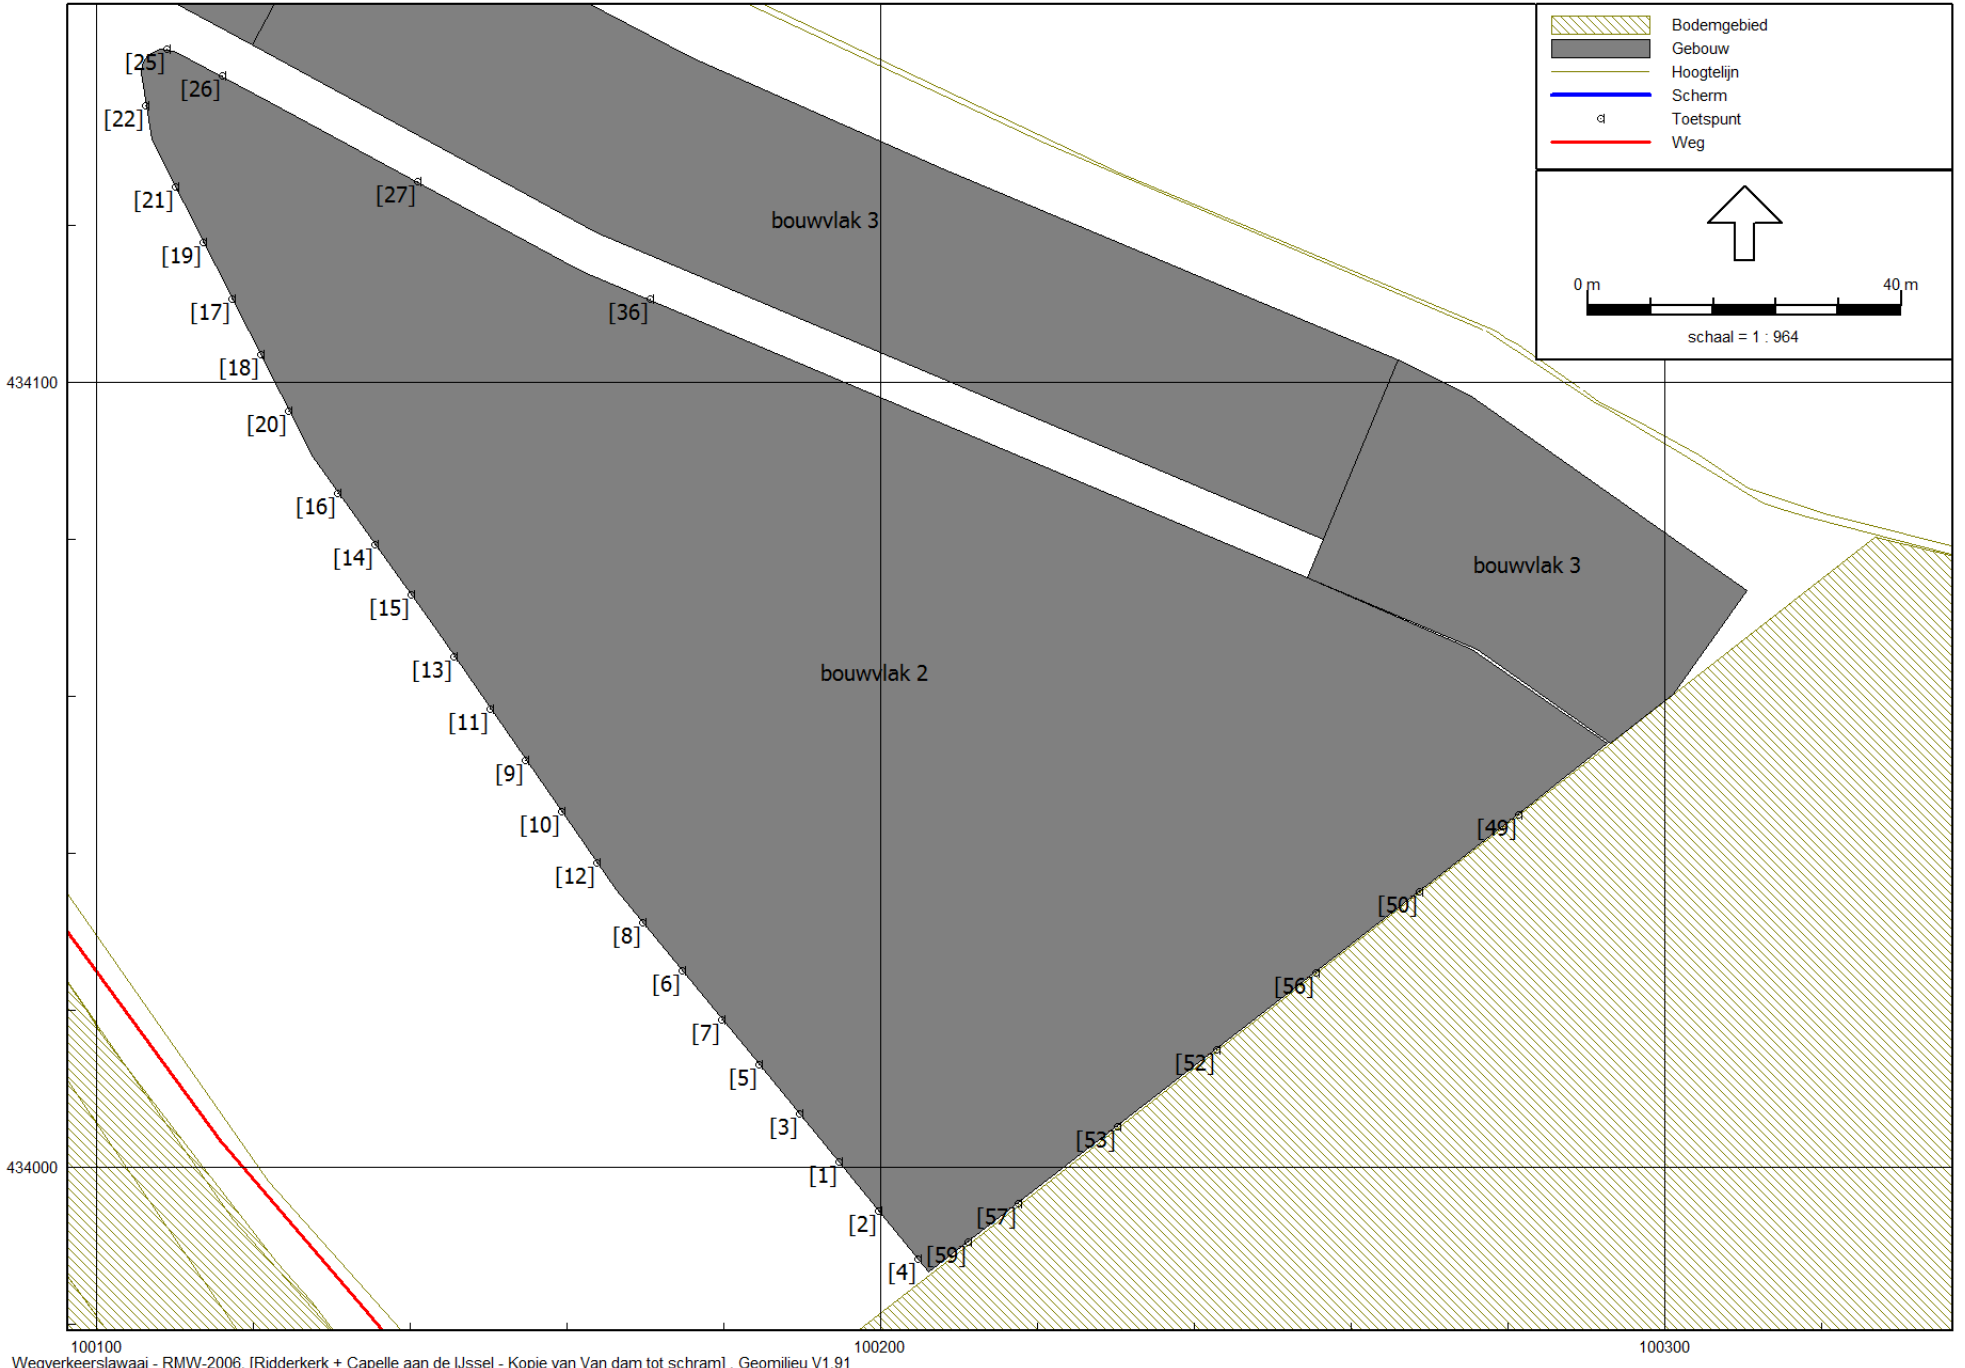 Bodemgebied
Gebouw
Hoogtelijn
Scherm
Toetspunt
Weg
0 m 40 m
schaal = 1 : 964
[25]
[26]
[22]
[27]
[21]
bouwvlak 3
[19]
[17]
[36]
[18]
434100
[20]
[16]
[14]
bouwvlak 3
[15]
[13]
bouwvlak 2
[11]
[9]
[10]
[49]
[12]
[50]
[8]
[6]
[56]
[7]
[5]
[52]
[3]
[53]
434000
[1]
[2]
[57]
[59]
[4]
100100 100200 100300
Wegverkeerslawaai - RMW-2006, [Ridderkerk + Capelle aan de IJssel - Kopie van Van dam tot schram] , Geomilieu V1.91